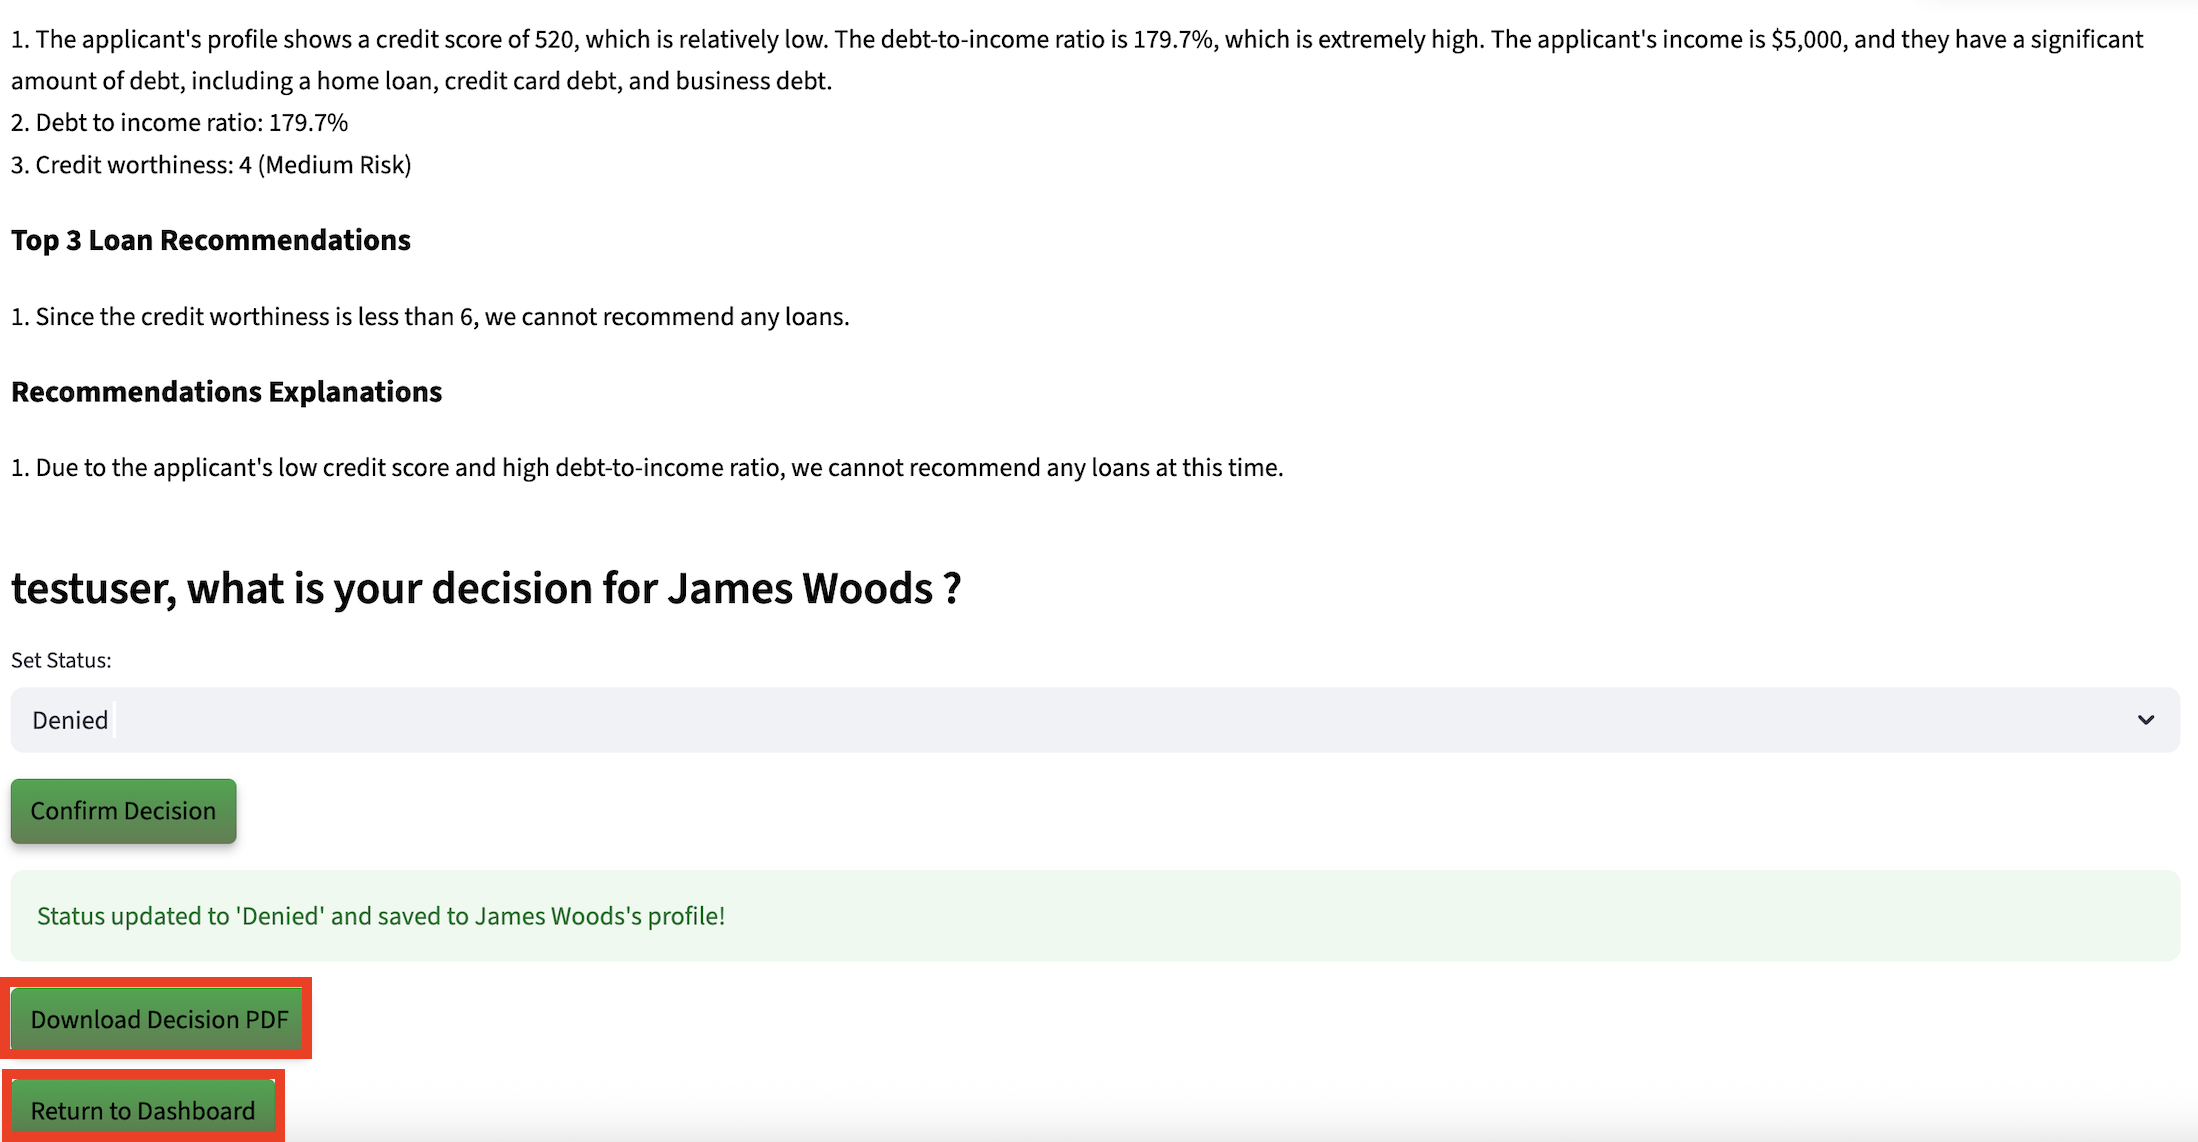 1. The applicant's profile shows a credit score of 520, which is relatively low. The debt-to-income ratio is 179.7%, which is extremely high. The applicant's income is $5,000, and they have a significant
amount of debt, including a home loan, credit card debt, and business debt.
2. Debt to income ratio: 179.7%
3. Credit worthiness: 4 (Medium Risk)
Top 3 Loan Recommendations
1. Since the credit worthiness is less than 6, we cannot recommend any loans.
Recommendations Explanations
1. Due to the applicant's low credit score and high debt-to-income ratio, we cannot recommend any loans at this time.
testuser, what is your decision for James Woods ?
Set Status:
Denied
Confirm Decision
Status updated to 'Denied' and saved to James Woods's profile!
Download Decision PDF
Return to Dashboard